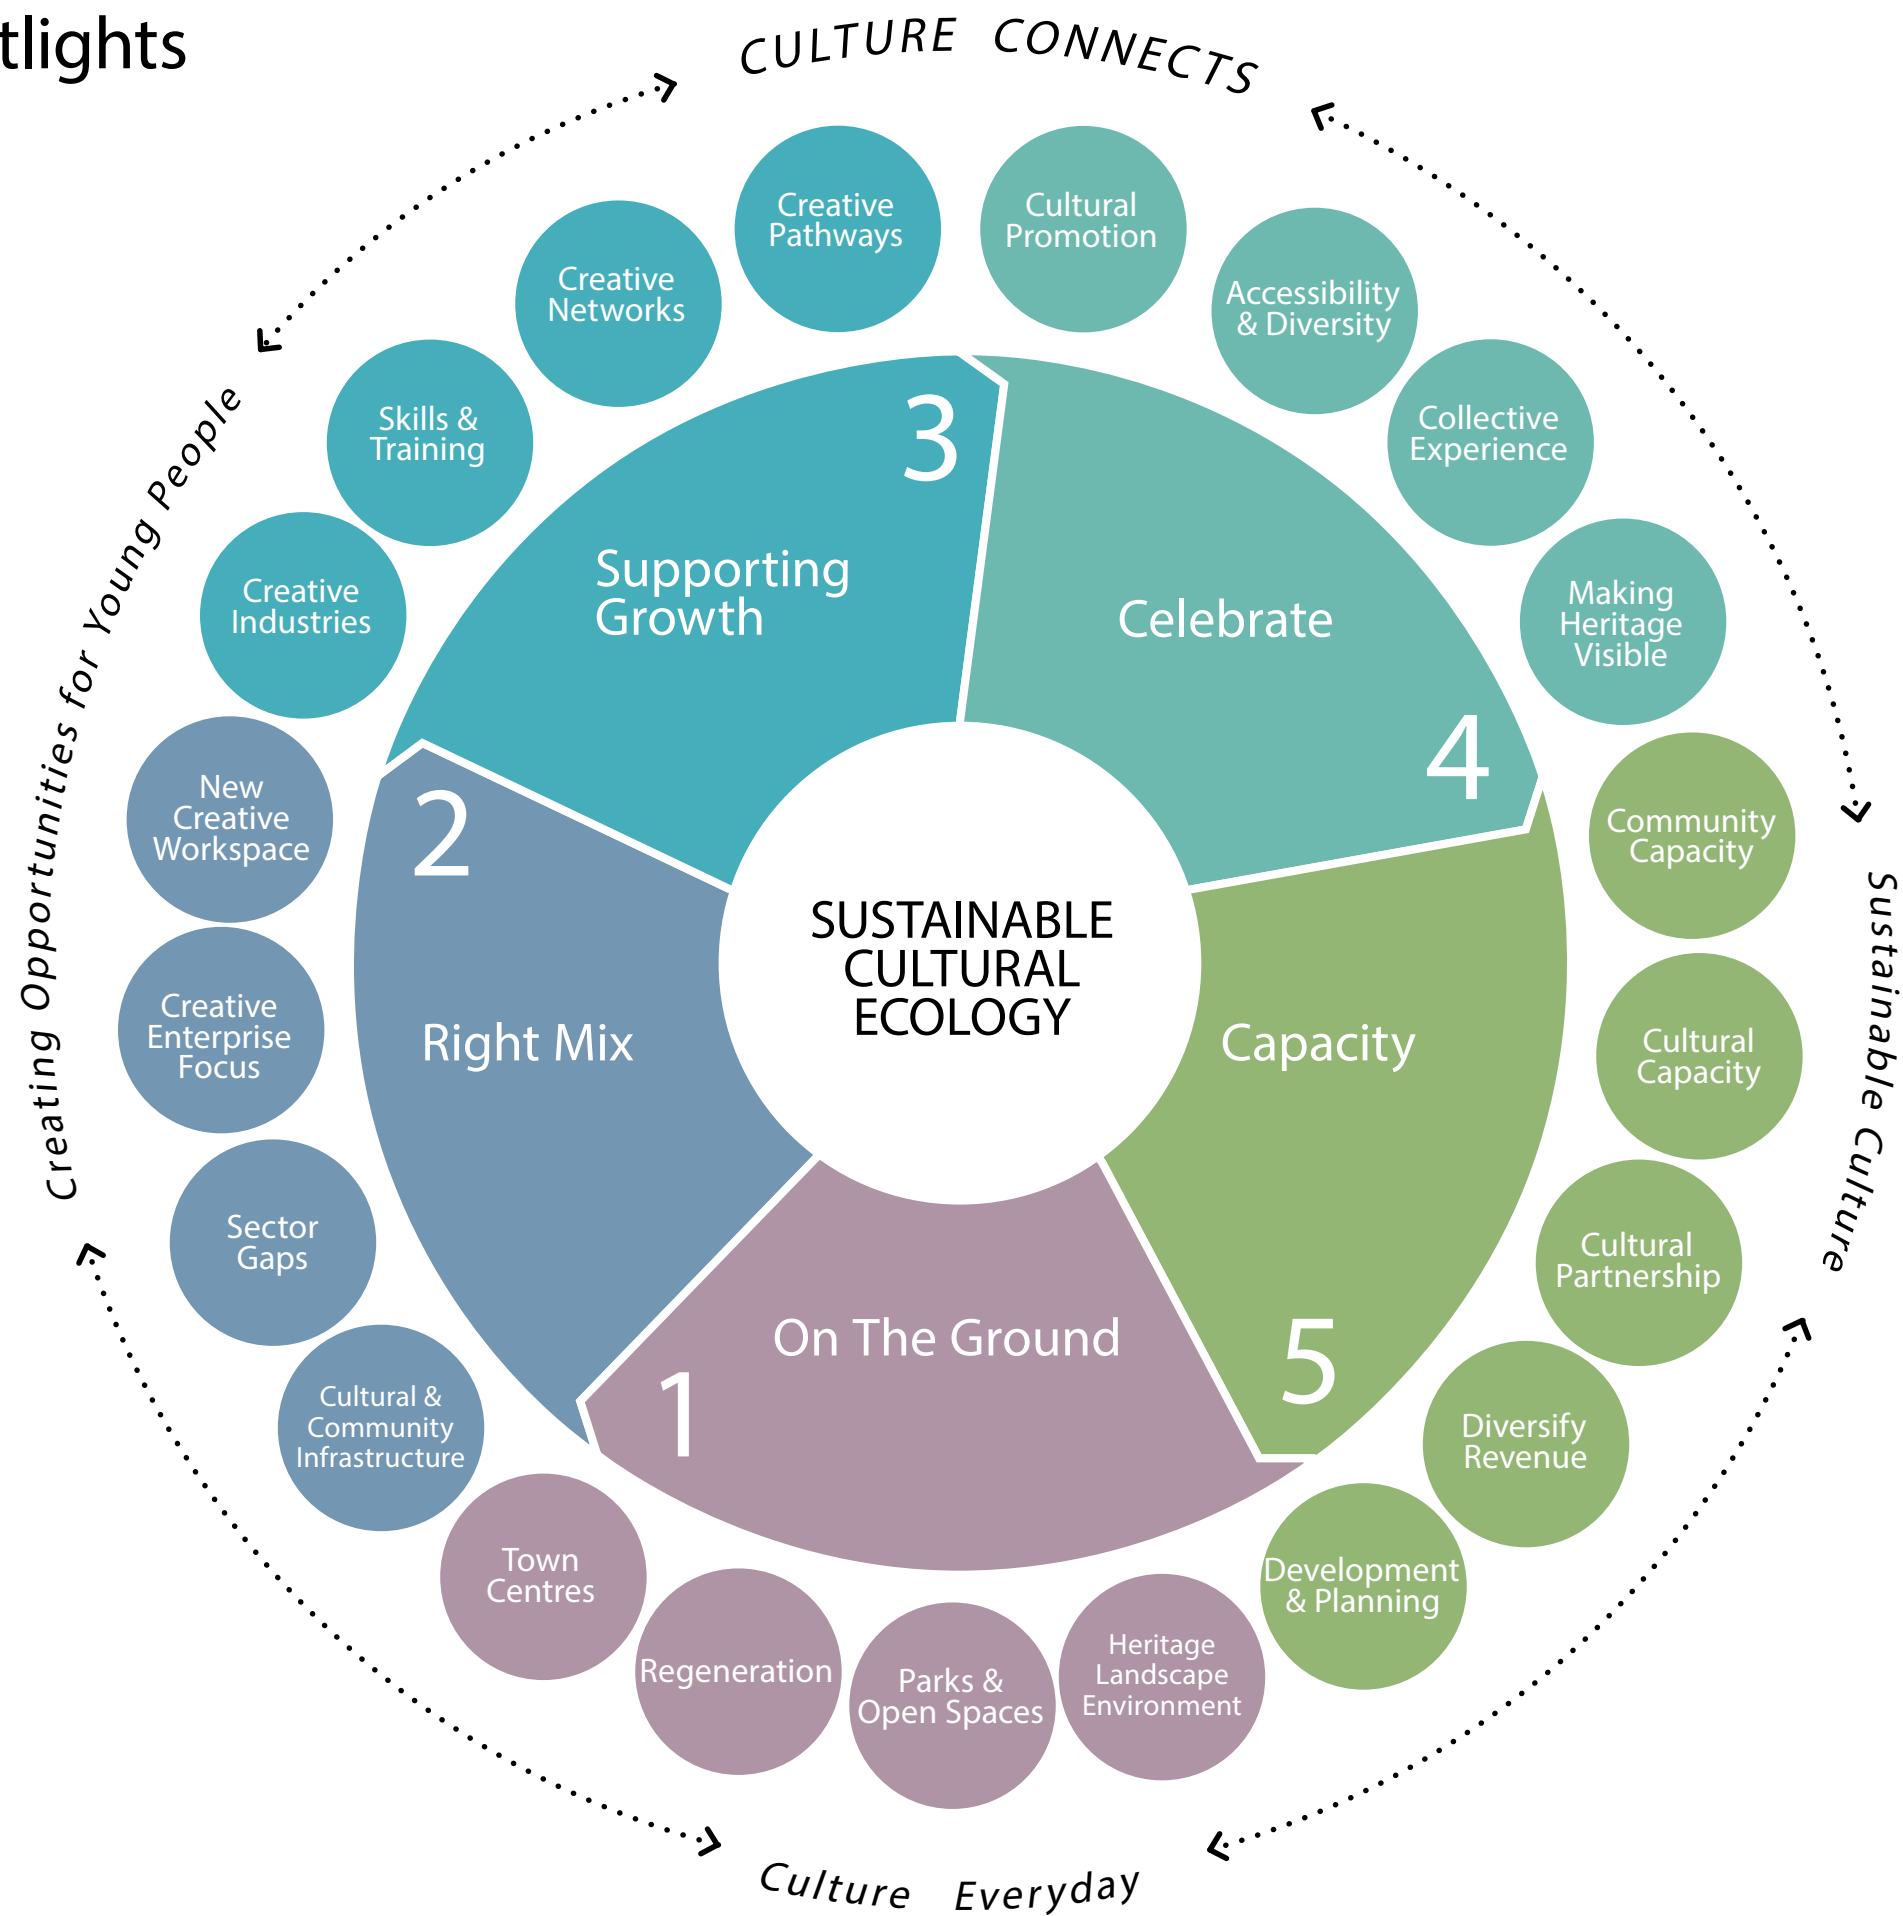 tlights
CULTURE CONNECTS
Creative
Pathways
Cultural
Promotion
Creative
Networks
Accessibility
& Diversity
Skills &
Training
Collective
Experience
Creative
Industries
Making
Heritage
Visible
New
Creative
Workspace
Community
Capacity
Creative
Enterprise
Focus
Cultural
Capacity
Sector
Gaps
Cultural
Partnership
Cultural &
Community
Infrastructure
Diversify
Revenue
Town
Centres
Development
& Planning
Regeneration
Parks &
Open Spaces
Heritage
Landscape
Environment
3
Supporting
Growth
Celebrate
4
2
Right Mix
SUSTAINABLE
CULTURAL
ECOLOGY
Capacity
5
On The Ground
1
Creating Opportunities for Young People
Sustainable Culture
Culture Everyday